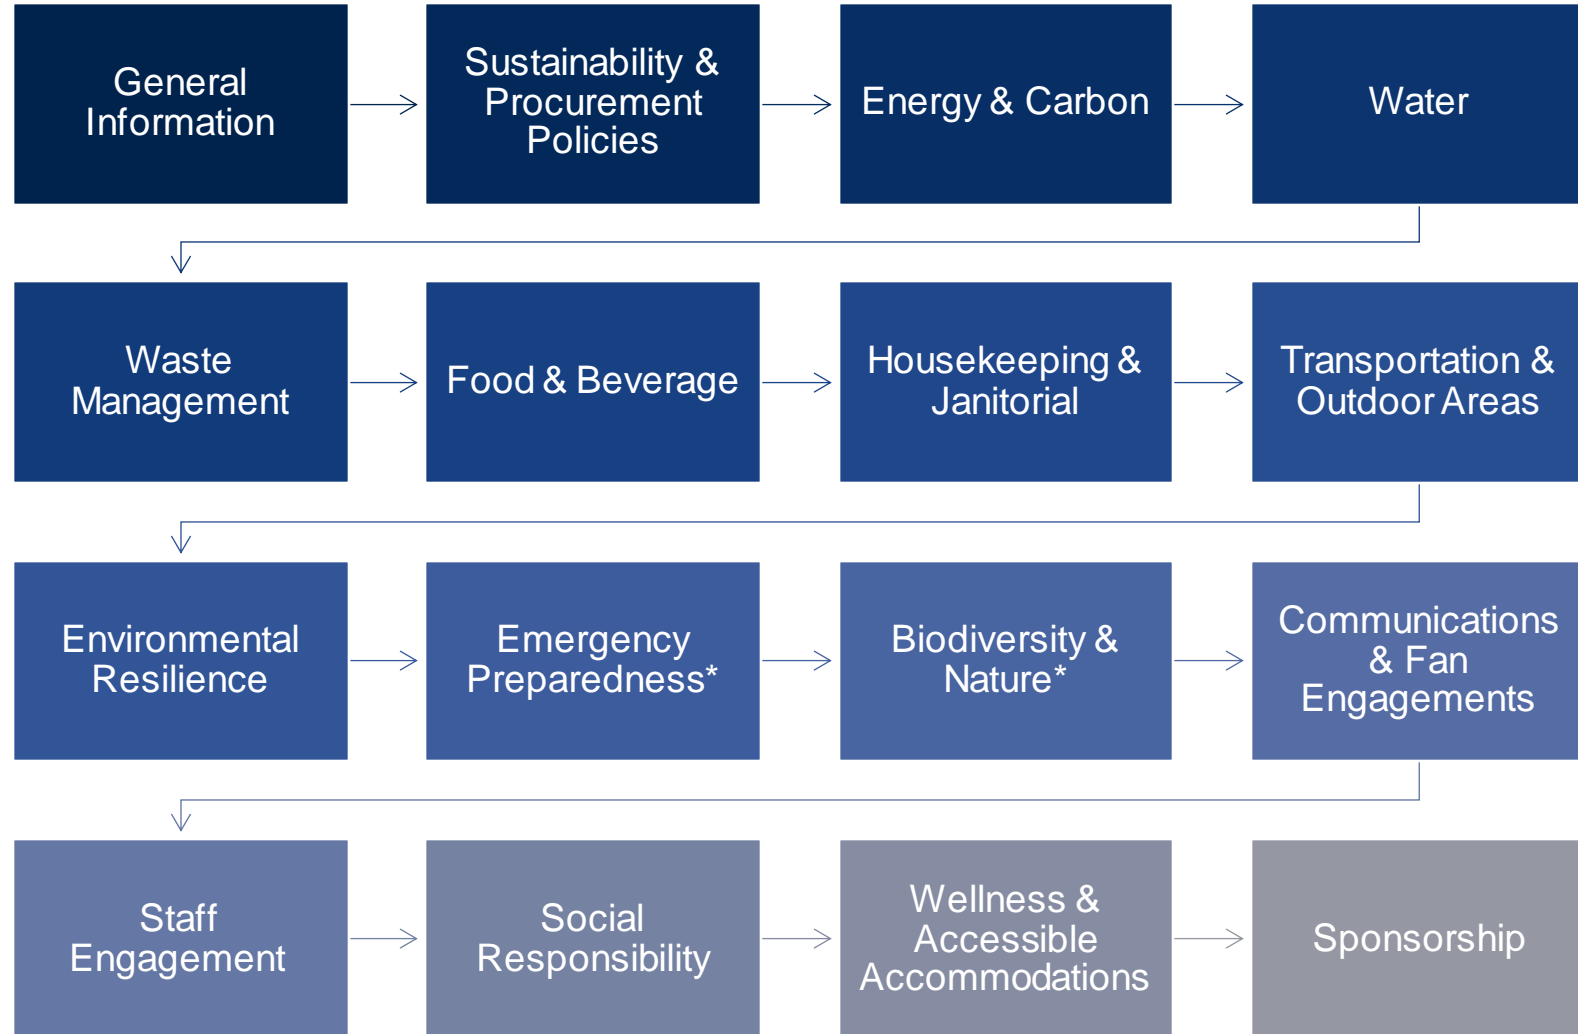 General
Information
Sustainability &
Procurement
Policies
Energy & Carbon
Water
Waste
Management
Food & Beverage
Housekeeping &
Janitorial
Transportation &
Outdoor Areas
Environmental
Resilience
Emergency
Preparedness*
Biodiversity &
Nature*
Communications
& Fan
Engagements
Staff
Engagement
Social
Responsibility
Wellness &
Accessible
Accommodations
Sponsorship